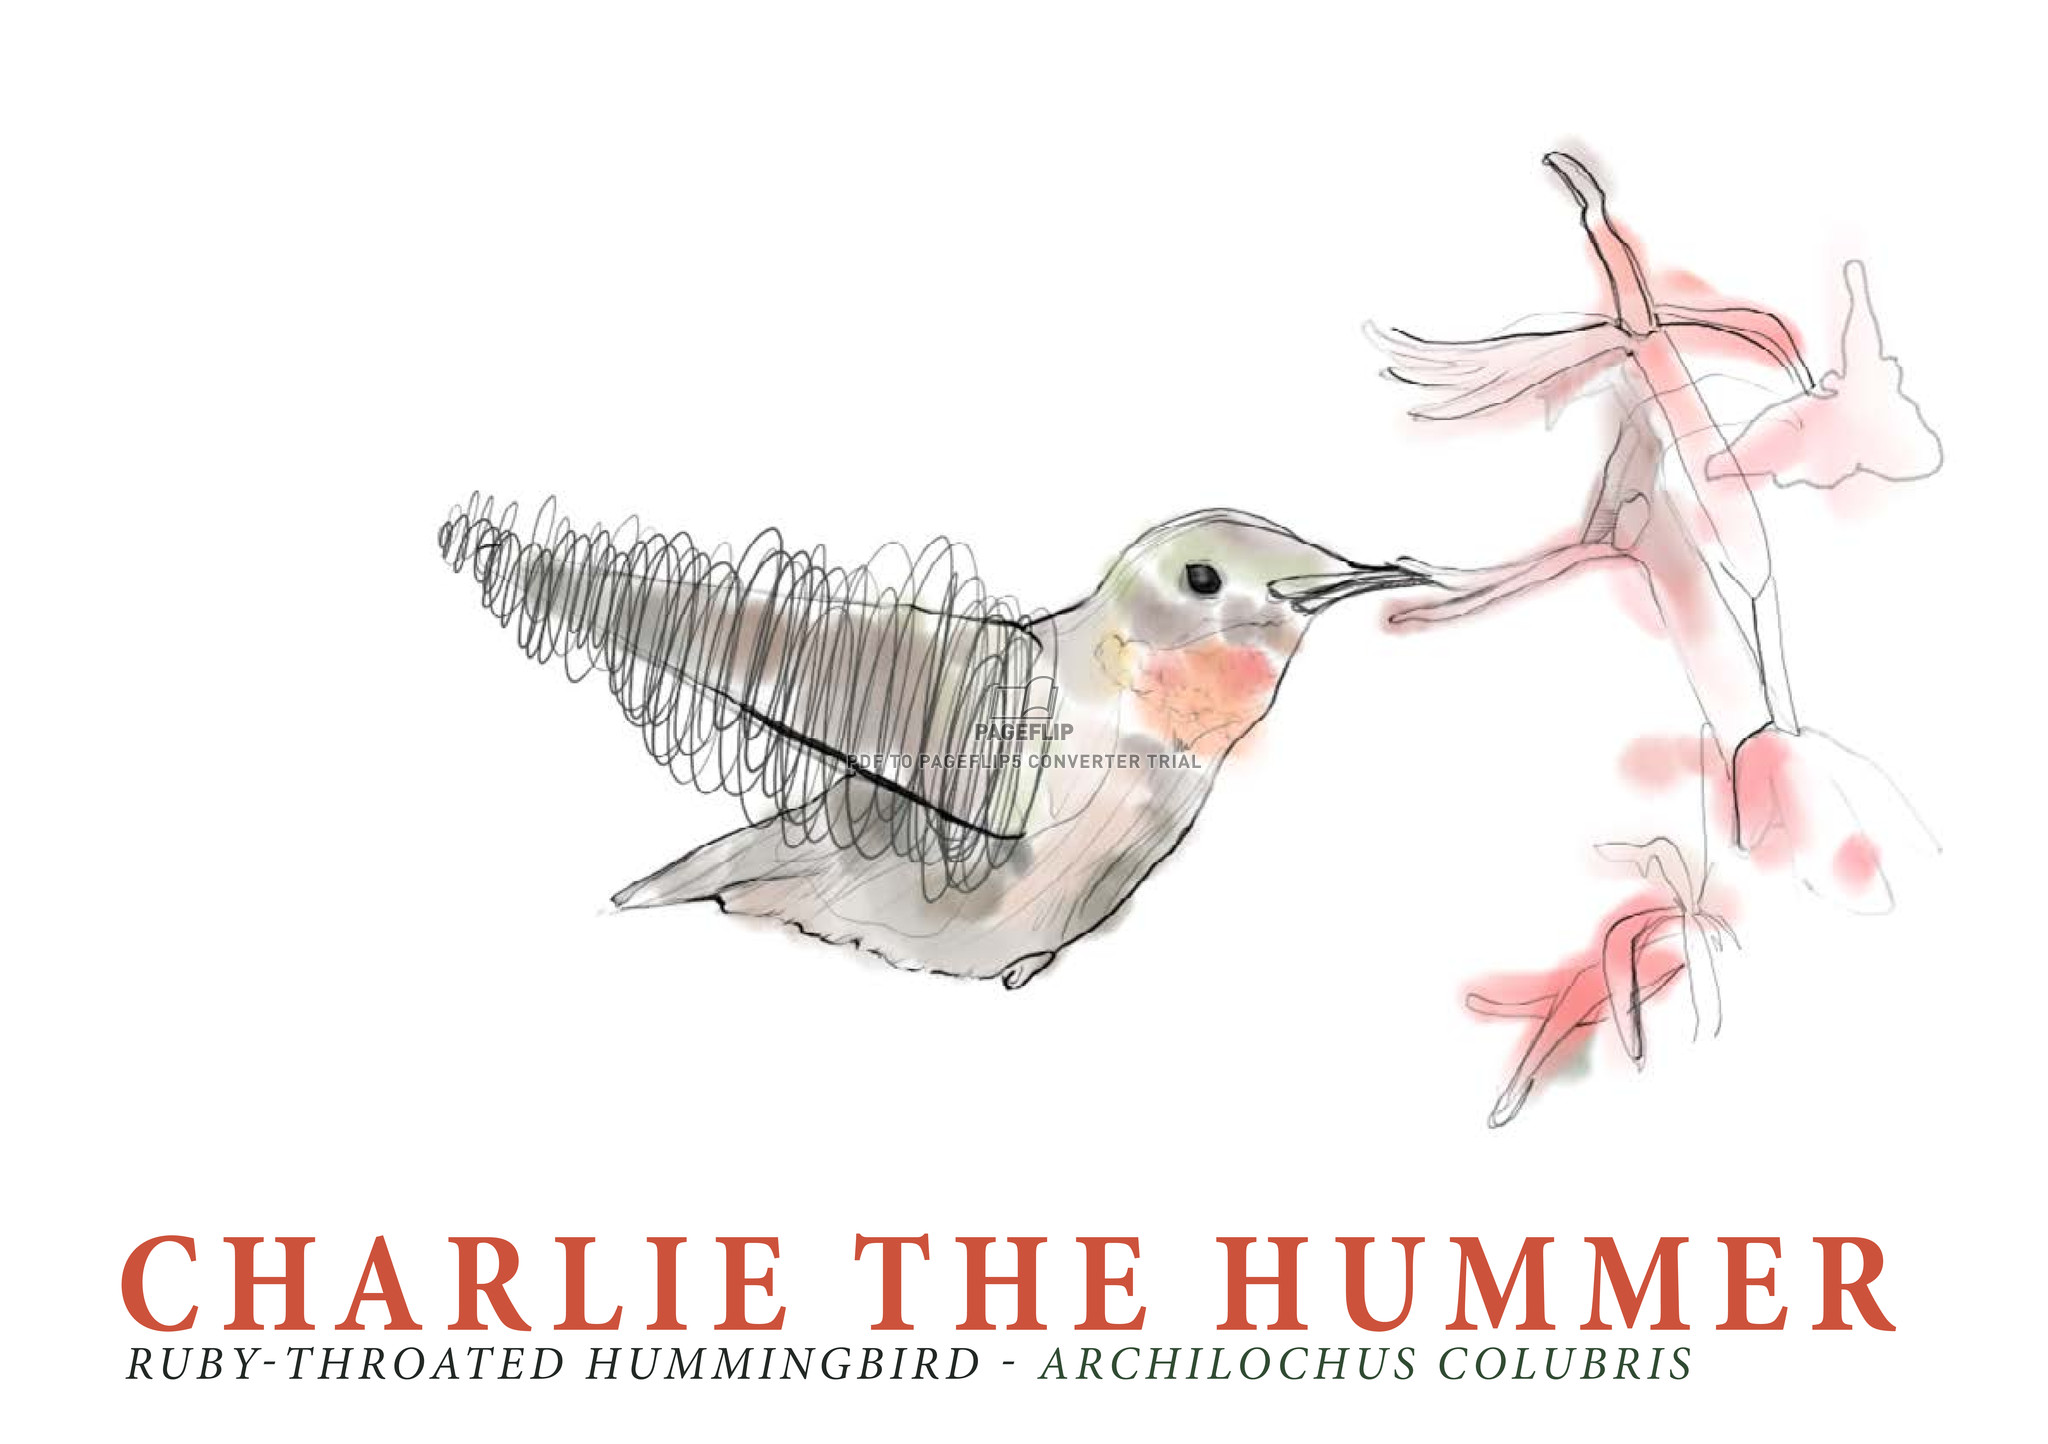 PAGEFLIP
PDF TO PAGEFLIP5 CONVERTER TRIAL
CHARLIE THE HUMMER
RUBY-THROATED HUMMINGBIRD - ARCHILOCHUS COLUBRIS